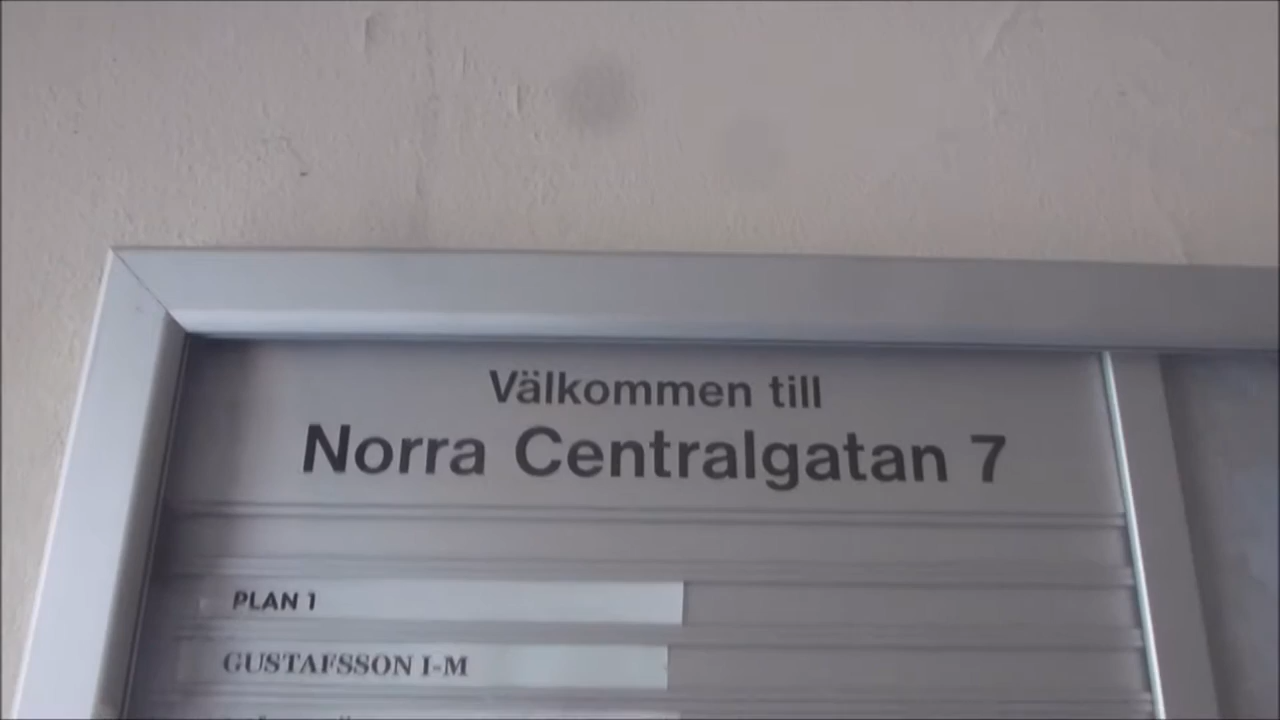 Välkommen till
Norra Centralgatan 7
PLAN 1
GUSTAFSSON I-M